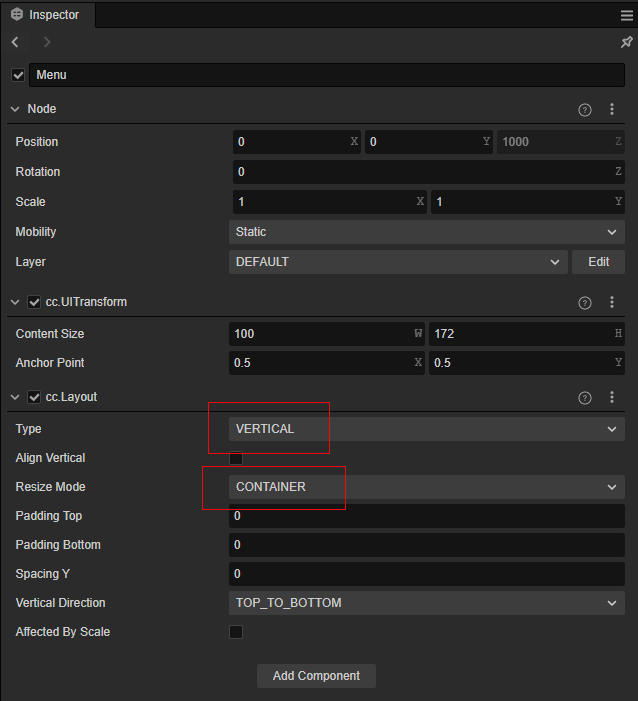 Inspector
Menu
Node
Position 0 X 0 Y 1000 Z
Rotation 0 Z
Scale 1 X 1 Y
Mobility Static
Layer DEFAULT Edit
cc.UITransform
Content Size 100 W 172 H
Anchor Point 0.5 X 0.5 Y
cc.Layout
Type VERTICAL
Align Vertical
Resize Mode CONTAINER
Padding Top 0
Padding Bottom 0
Spacing Y 0
Vertical Direction TOP_TO_BOTTOM
Affected By Scale
Add Component